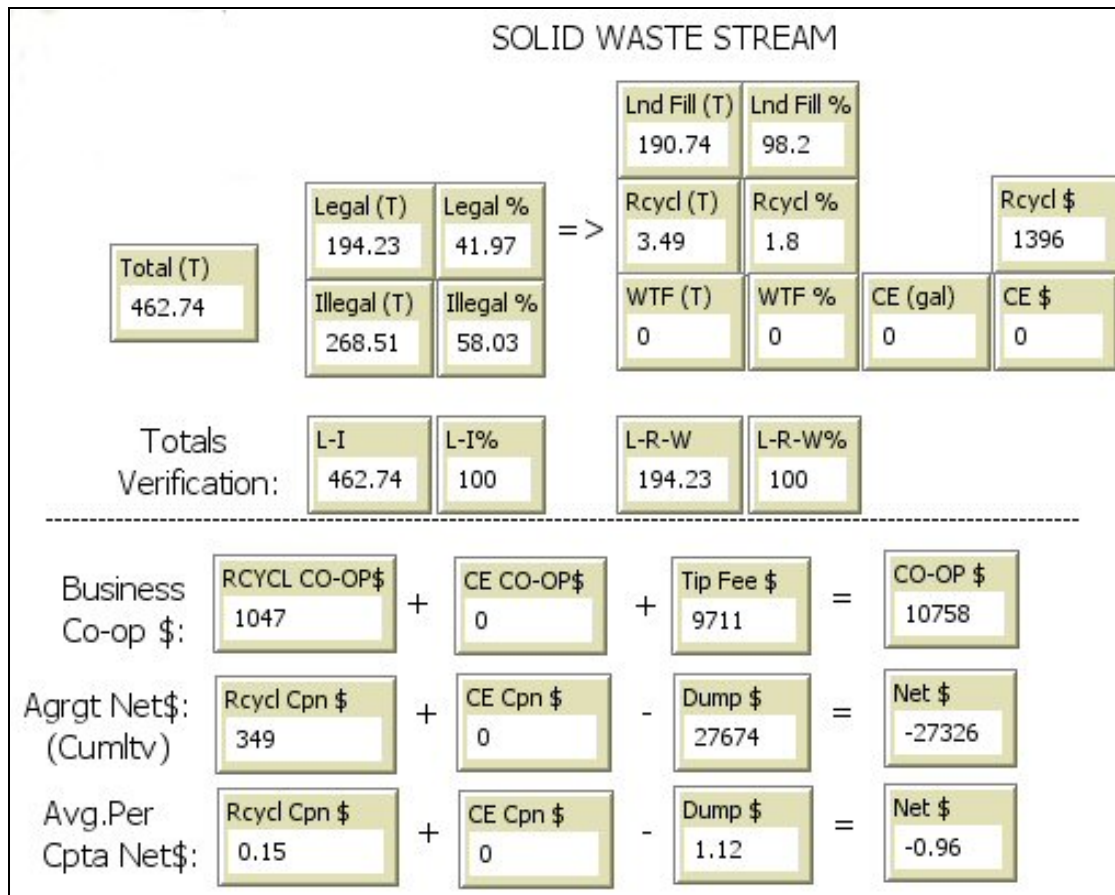 SOLID WASTE STREAM
Lnd Fill (T) Lnd Fill %
190.74 98.2
Legal (T) Legal % => Rcycl (T) Rcycl % Rcycl $
194.23 41.97 3.49 1.8 1396
Total (T)
462.74
Illegal (T) Illegal % WTF (T) WTF % CE (gal) CE $
268.51 58.03 0 0 0 0
Totals
Verification:
L-I L-I% L-R-W L-R-W%
462.74 100 194.23 100
Business
Co-op $:
RCYCL CO-OP$ + CE CO-OP$ + Tip Fee $ = CO-OP $
1047 0 9711 10758
Agrgt Net$:
(Cumltv)
Rcycl Cpn $ + CE Cpn $ - Dump $ = Net $
349 0 27674 -27326
Avg.Per
Cpta Net$:
Rcycl Cpn $ + CE Cpn $ - Dump $ = Net $
0.15 0 1.12 -0.96